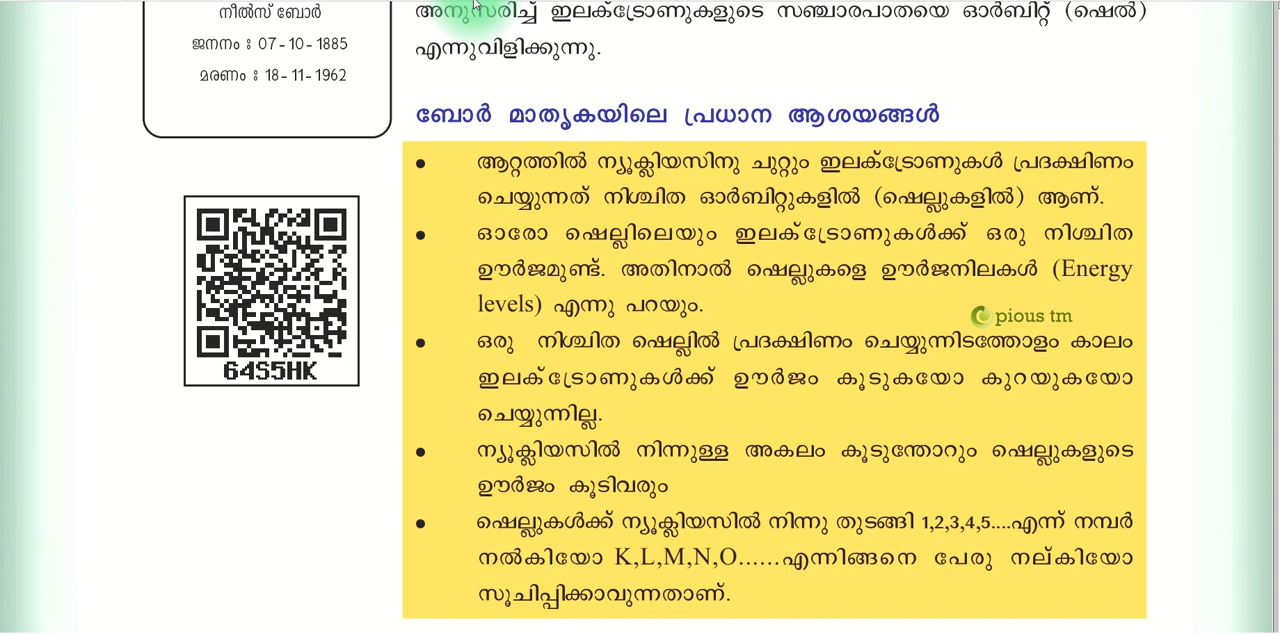 നീൽസ് ബോർ
ജനനം : 07-10-1885
മരണം : 18-11-1962
അനുസരിച്ച് ഇലക്ട്രോണുകളുടെ സഞ്ചാരപാതയെ ഓർബിറ്റ് (ഷെൽ)
എന്നുവിളിക്കുന്നു.
ബോർ മാതൃകയിലെ പ്രധാന ആശയങ്ങൾ
● ആറ്റത്തിൽ ന്യൂക്ലിയസിനു ചുറ്റും ഇലക്ട്രോണുകൾ പ്രദക്ഷിണം
ചെയ്യുന്നത് നിശ്ചിത ഓർബിറ്റുകളിൽ (ഷെല്ലുകളിൽ) ആണ്.
● ഓരോ ഷെല്ലിലെയും ഇലക്ട്രോണുകൾക്ക് ഒരു നിശ്ചിത
ഊർജമുണ്ട്. അതിനാൽ ഷെല്ലുകളെ ഊർജനിലകൾ (Energy
levels) എന്നു പറയും.
pious tm
● ഒരു നിശ്ചിത ഷെല്ലിൽ പ്രദക്ഷിണം ചെയ്യുന്നിടത്തോളം കാലം
ഇലക്ട്രോണുകൾക്ക് ഊർജം കൂടുകയോ കുറയുകയോ
ചെയ്യുന്നില്ല.
● ന്യൂക്ലിയസിൽ നിന്നുള്ള അകലം കൂടുന്തോറും ഷെല്ലുകളുടെ
ഊർജം കൂടിവരും
● ഷെല്ലുകൾക്ക് ന്യൂക്ലിയസിൽ നിന്നു തുടങ്ങി 1,2,3,4,5....എന്ന് നമ്പർ
നൽകിയോ K,L,M,N,O......എന്നിങ്ങനെ പേരു നല്കിയോ
സൂചിപ്പിക്കാവുന്നതാണ്.
64S5HK